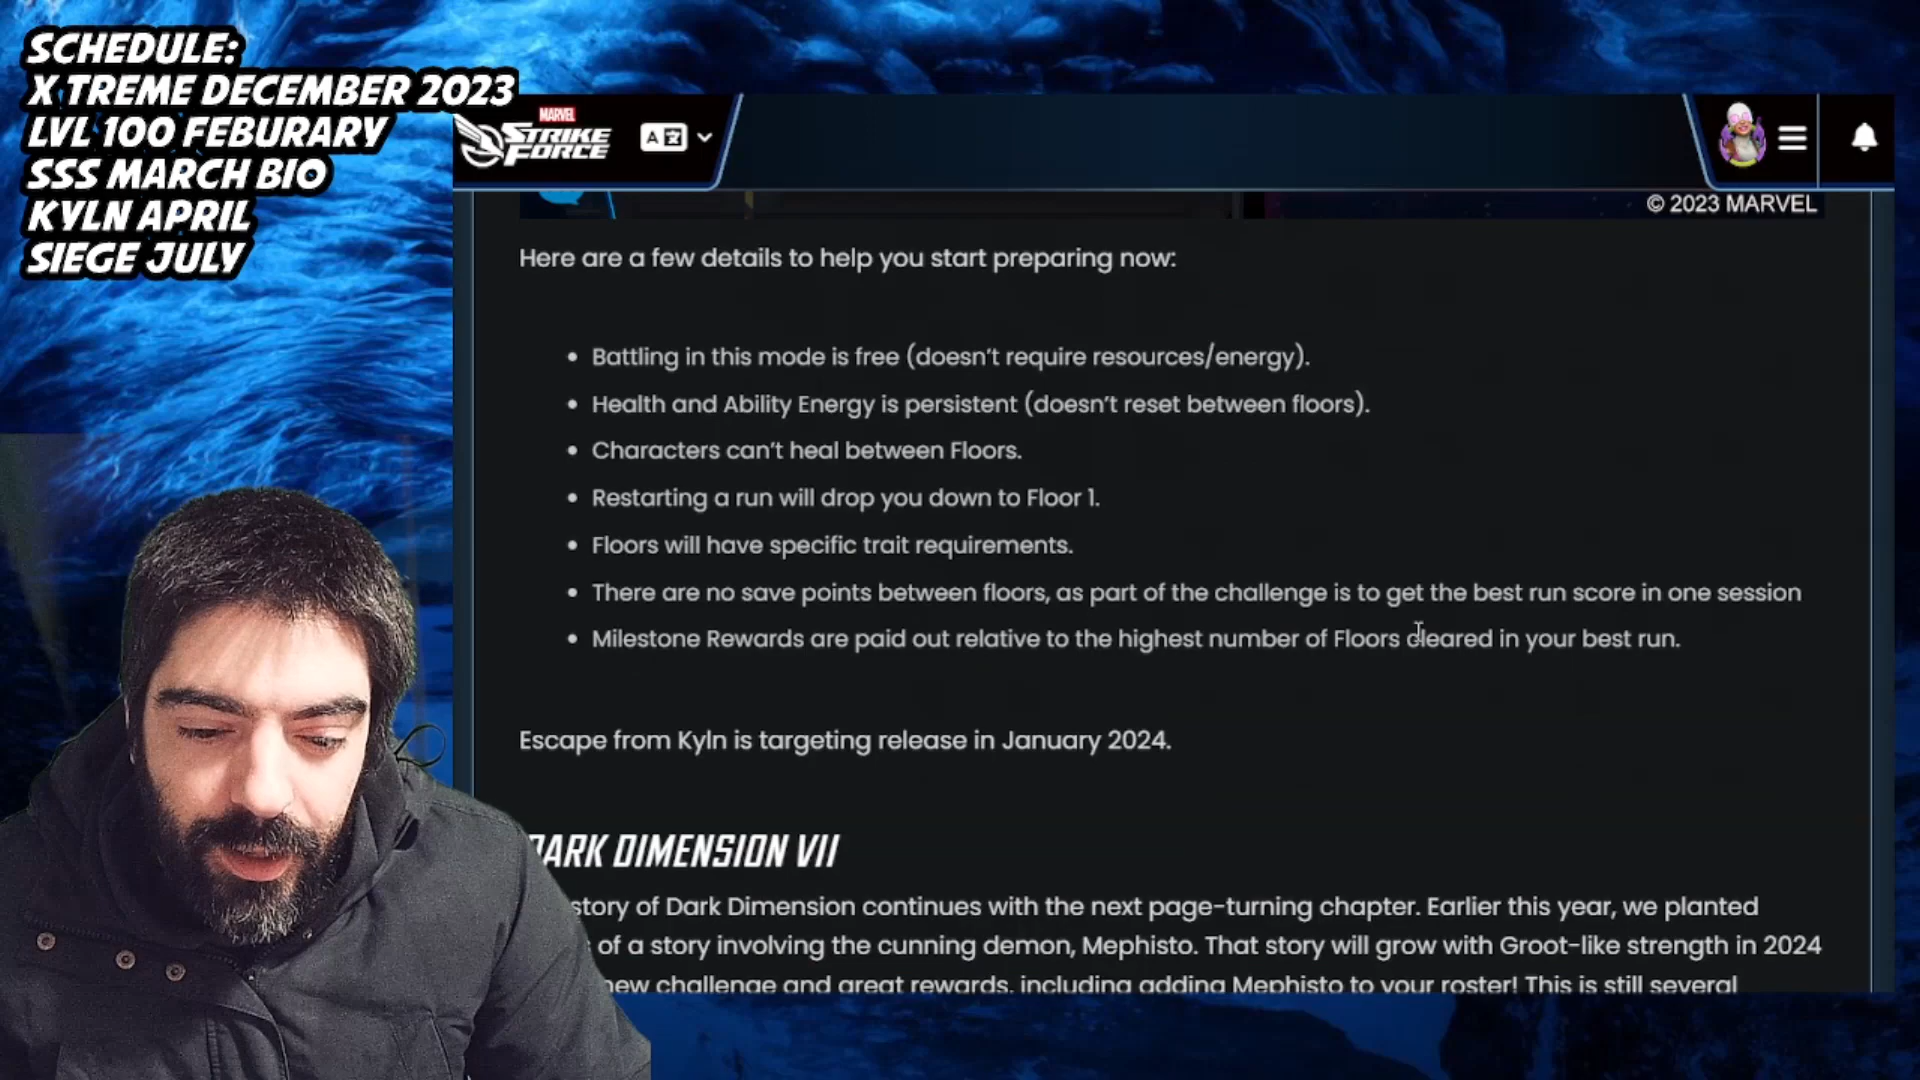 SCHEDULE:
X TREME DECEMBER 2023
LVL 100 FEBURARY
SSS MARCH BIO
KYLN APRIL
SIEGE JULY
MARVEL
STRIKE
FORCE
A
© 2023 MARVEL
Here are a few details to help you start preparing now:
• Battling in this mode is free (doesn't require resources/energy).
• Health and Ability Energy is persistent (doesn't reset between floors).
• Characters can't heal between Floors.
• Restarting a run will drop you down to Floor 1.
• Floors will have specific trait requirements.
• There are no save points between floors, as part of the challenge is to get the best run score in one session
• Milestone Rewards are paid out relative to the highest number of Floors cleared in your best run.
Escape from Kyln is targeting release in January 2024.
DARK DIMENSION VII
story of Dark Dimension continues with the next page-turning chapter. Earlier this year, we planted
of a story involving the cunning demon, Mephisto. That story will grow with Groot-like strength in 2024
new challenge and great rewards, including adding Mephisto to your roster! This is still several